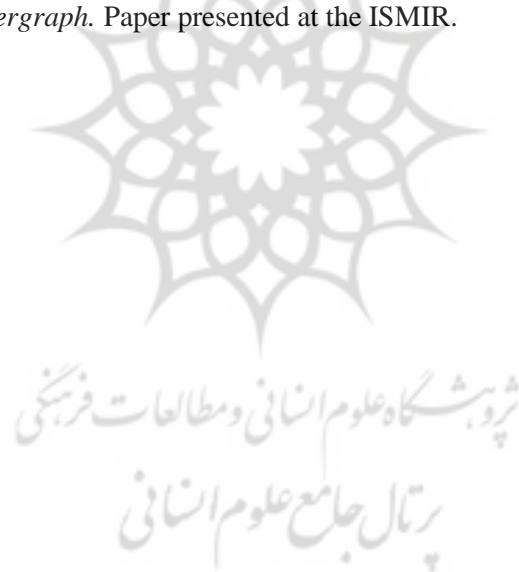 ergraph. Paper presented at the ISMIR.
پژوهشگاه علوم انسانی و مطالعات فرهنگی
پرتال جامع علوم انسانی